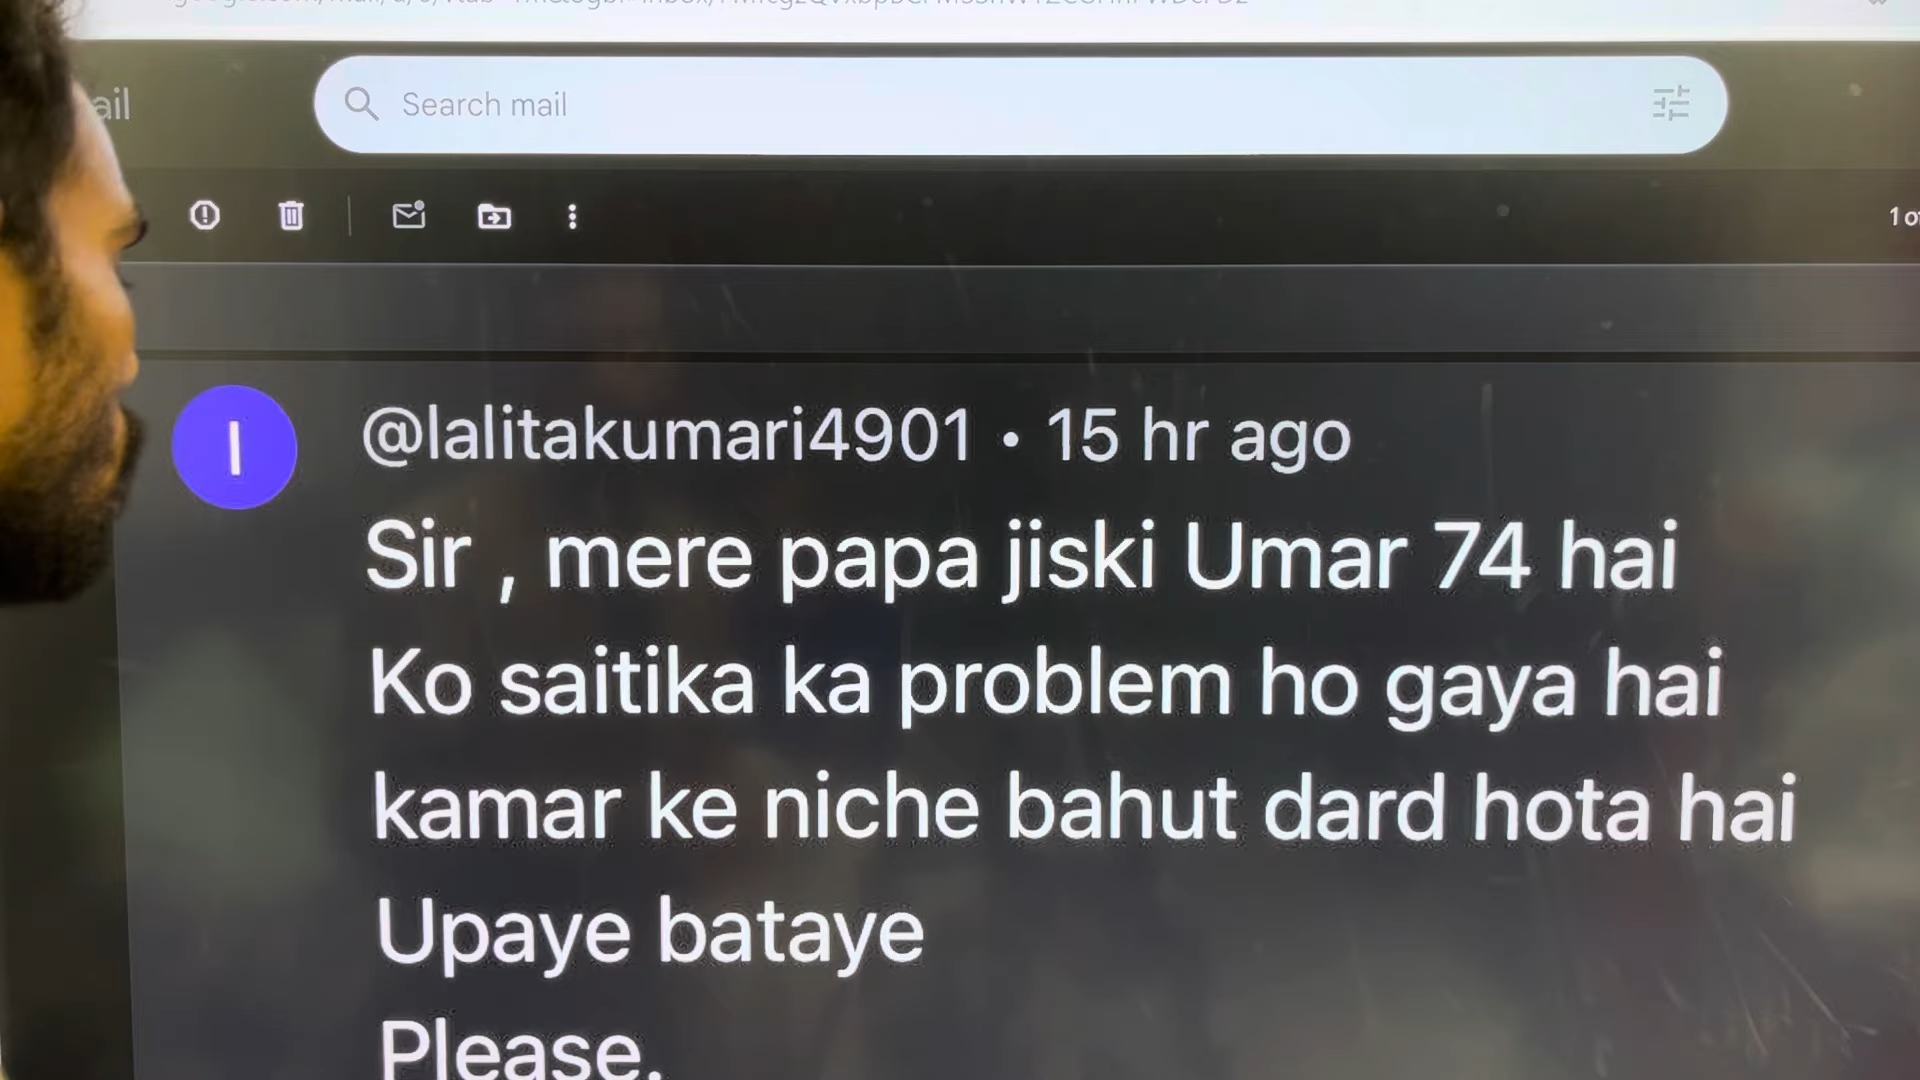 ail
Search mail
1 of
l
@lalitakumari4901 • 15 hr ago
Sir , mere papa jiski Umar 74 hai
Ko saitika ka problem ho gaya hai
kamar ke niche bahut dard hota hai
Upaye bataye
Please.